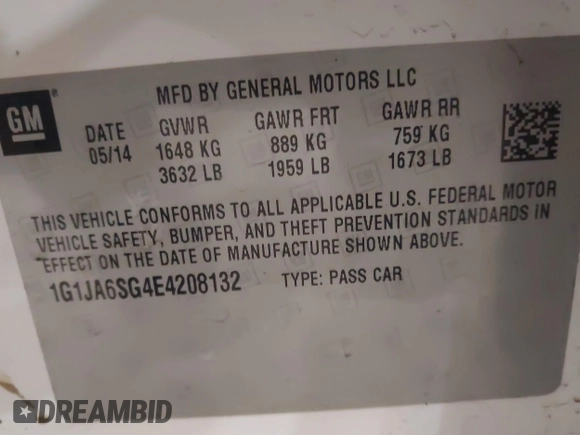 GM
®
MFD BY GENERAL MOTORS LLC
DATE GVWR GAWR FRT GAWR RR
05/14 1648 KG 889 KG 759 KG
3632 LB 1959 LB 1673 LB
THIS VEHICLE CONFORMS TO ALL APPLICABLE U.S. FEDERAL MOTOR
VEHICLE SAFETY, BUMPER, AND THEFT PREVENTION STANDARDS IN
EFFECT ON THE DATE OF MANUFACTURE SHOWN ABOVE.
1G1JA6SG4E4208132 TYPE: PASS CAR
DREAMBID